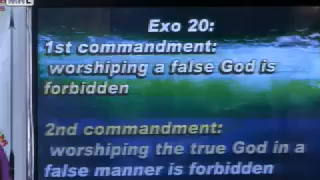 Exo 20:
1st commandment:
worshiping a false God is
forbidden
2nd commandment:
worshiping the true God in a
false manner is forbidden